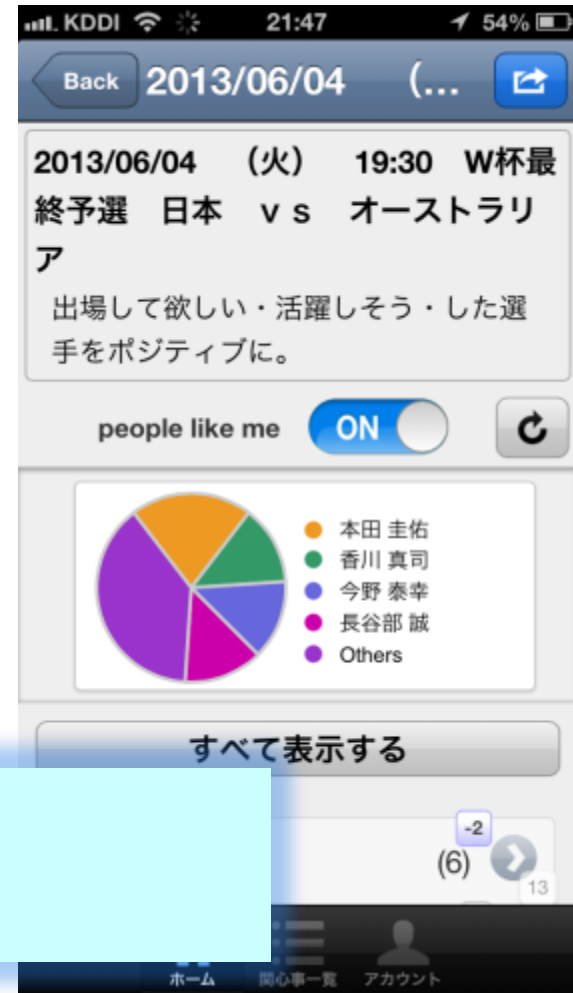 KDDI 21:47 54%
Back 2013/06/04 （...
2013/06/04 （火） 19:30 W杯最
終予選 日本 ｖｓ オーストラリ
ア
出場して欲しい・活躍しそう・した選
手をポジティブに。
people like me ON
本田 圭佑
香川 真司
今野 泰幸
長谷部 誠
Others
すべて表示する
-2
(6)
13
ホーム 関心事一覧 アカウント